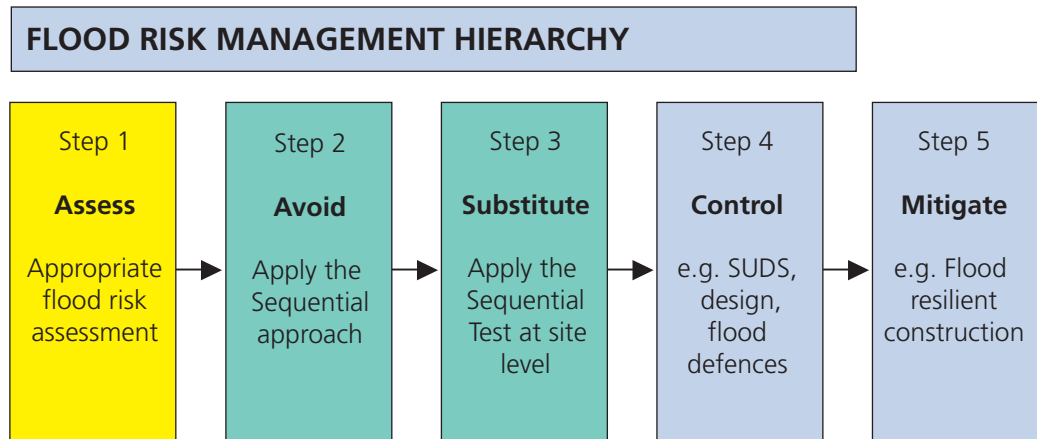 FLOOD RISK MANAGEMENT HIERARCHY
Step 1
Assess
Appropriate
flood risk
assessment
Step 2
Avoid
Apply the
Sequential
approach
Step 3
Substitute
Apply the
Sequential
Test at site
level
Step 4
Control
e.g. SUDS,
design,
flood
defences
Step 5
Mitigate
e.g. Flood
resilient
construction